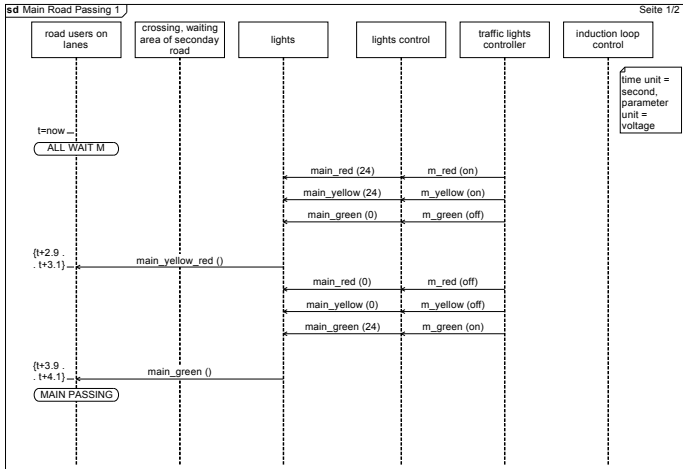 sd Main Road Passing 1
Seite 1/2
road users on
lanes
crossing, waiting
area of seconday
road
lights
lights control
traffic lights
controller
induction loop
control
time unit =
second,
parameter
unit =
voltage
t=now
ALL WAIT M
main_red (24)
m_red (on)
main_yellow (24)
m_yellow (on)
main_green (0)
m_green (off)
{t+2.9 .
. t+3.1}
main_yellow_red ()
main_red (0)
m_red (off)
main_yellow (0)
m_yellow (off)
main_green (24)
m_green (on)
{t+3.9 .
. t+4.1}
main_green ()
MAIN PASSING